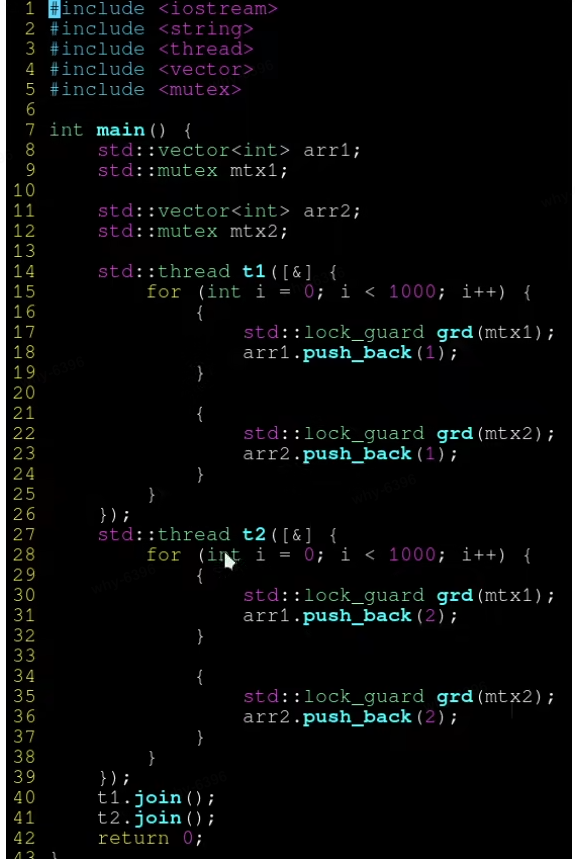 1 #include <iostream>
2 #include <string>
3 #include <thread>
4 #include <vector>
5 #include <mutex>
6
7 int main() {
8     std::vector<int> arr1;
9     std::mutex mtx1;
10
11     std::vector<int> arr2;
12     std::mutex mtx2;
13
14     std::thread t1([&] {
15         for (int i = 0; i < 1000; i++) {
16             {
17                 std::lock_guard grd(mtx1);
18                 arr1.push_back(1);
19             }
20
21             {
22                 std::lock_guard grd(mtx2);
23                 arr2.push_back(1);
24             }
25         }
26     });
27     std::thread t2([&] {
28         for (int i = 0; i < 1000; i++) {
29             {
30                 std::lock_guard grd(mtx1);
31                 arr1.push_back(2);
32             }
33
34             {
35                 std::lock_guard grd(mtx2);
36                 arr2.push_back(2);
37             }
38         }
39     });
40     t1.join();
41     t2.join();
42     return 0;
43 }